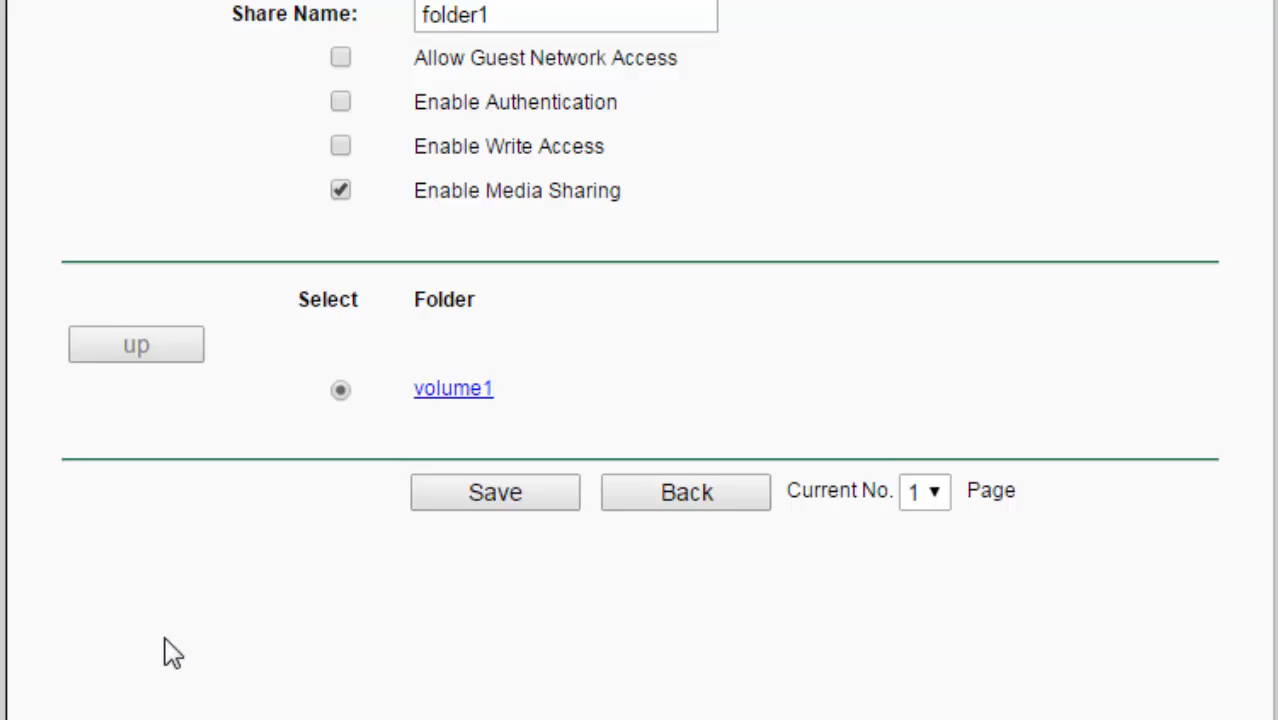 Share Name: folder1
Allow Guest Network Access
Enable Authentication
Enable Write Access
Enable Media Sharing
Select Folder
up
volume1
Save Back Current No. 1 Page